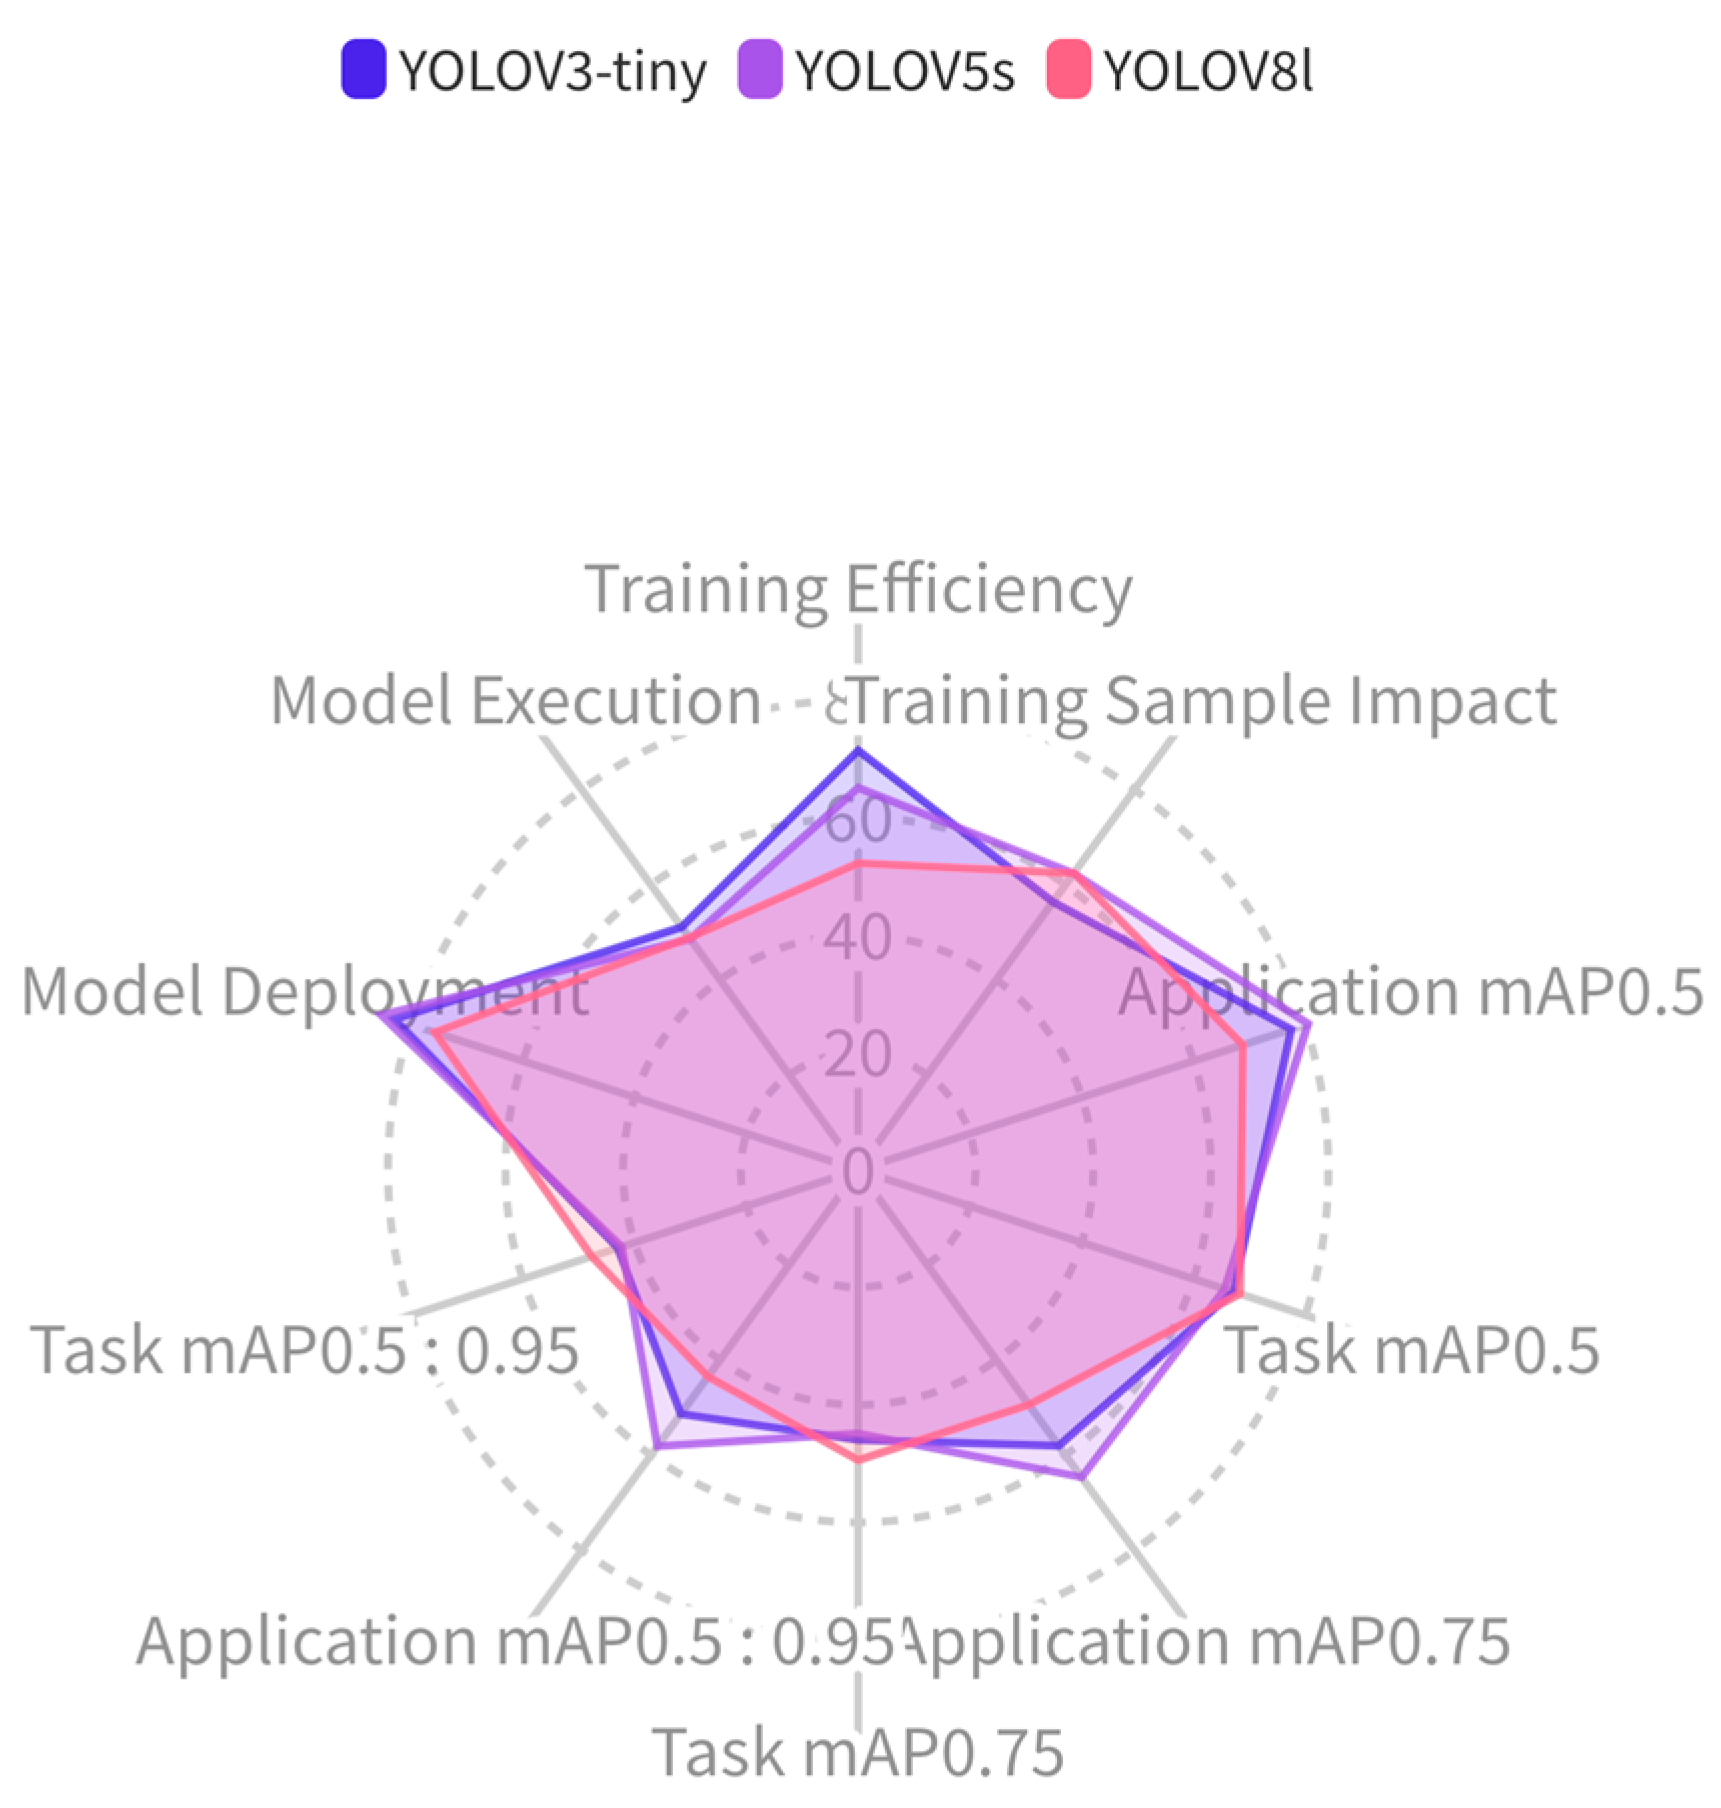 YOLOV3-tiny YOLOV5s YOLOV8l
Training Efficiency
Model Execution
Training Sample Impact
60
40
20
0
Model Deployment
Application mAP0.5
Task mAP0.5 : 0.95
Task mAP0.5
Application mAP0.5 : 0.95
Application mAP0.75
Task mAP0.75